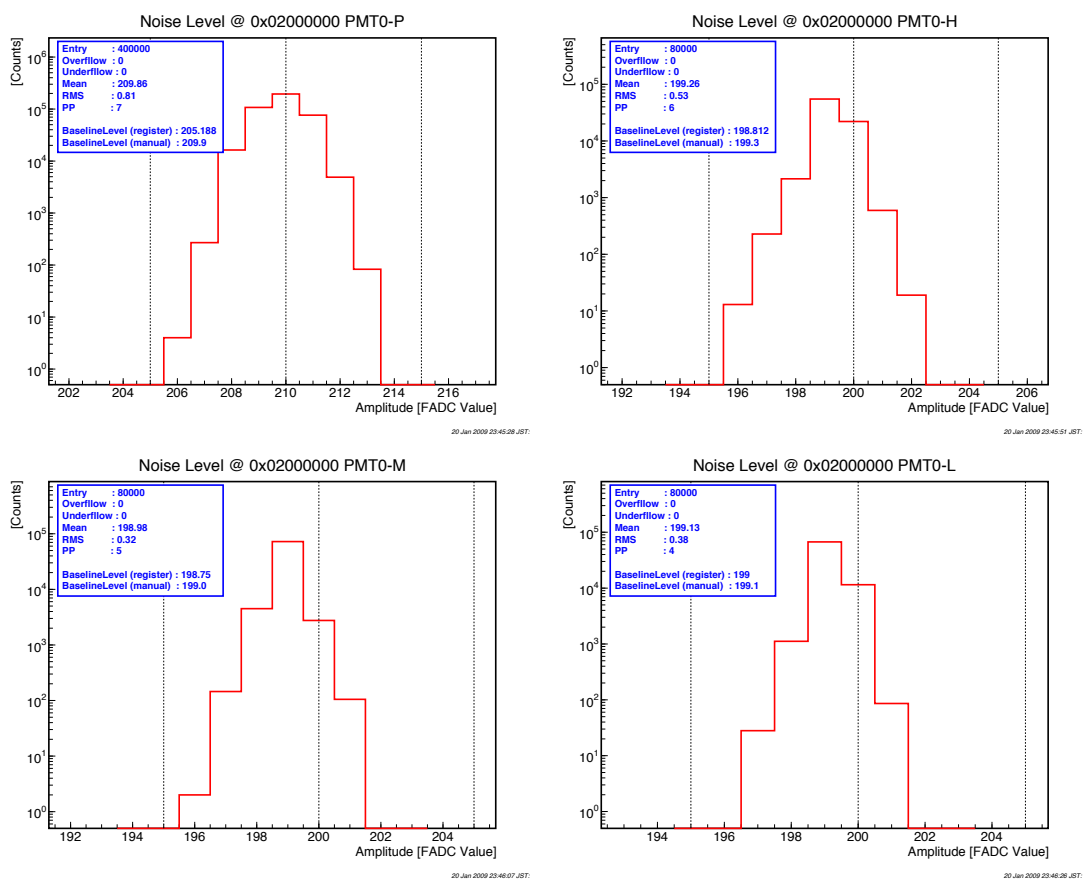 Noise Level @ 0x02000000 PMT0-P
[Counts]
Entry : 400000
Overfllow : 0
Underfllow : 0
Mean : 209.86
RMS : 0.81
PP : 7
BaselineLevel (register) : 205.188
BaselineLevel (manual) : 209.9
10^6
10^5
10^4
10^3
10^2
10^1
10^0
202 204 206 208 210 212 214 216
Amplitude [FADC Value]
20 Jan 2009 23:45:28 JST:
Noise Level @ 0x02000000 PMT0-H
[Counts]
Entry : 80000
Overfllow : 0
Underfllow : 0
Mean : 199.26
RMS : 0.53
PP : 6
BaselineLevel (register) : 198.812
BaselineLevel (manual) : 199.3
10^5
10^4
10^3
10^2
10^1
10^0
192 194 196 198 200 202 204 206
Amplitude [FADC Value]
20 Jan 2009 23:45:51 JST:
Noise Level @ 0x02000000 PMT0-M
[Counts]
Entry : 80000
Overfllow : 0
Underfllow : 0
Mean : 198.98
RMS : 0.32
PP : 5
BaselineLevel (register) : 198.75
BaselineLevel (manual) : 199.0
10^5
10^4
10^3
10^2
10^1
10^0
192 194 196 198 200 202 204
Amplitude [FADC Value]
20 Jan 2009 23:46:07 JST:
Noise Level @ 0x02000000 PMT0-L
[Counts]
Entry : 80000
Overfllow : 0
Underfllow : 0
Mean : 199.13
RMS : 0.38
PP : 4
BaselineLevel (register) : 199
BaselineLevel (manual) : 199.1
10^5
10^4
10^3
10^2
10^1
10^0
194 196 198 200 202 204
Amplitude [FADC Value]
20 Jan 2009 23:46:26 JST: